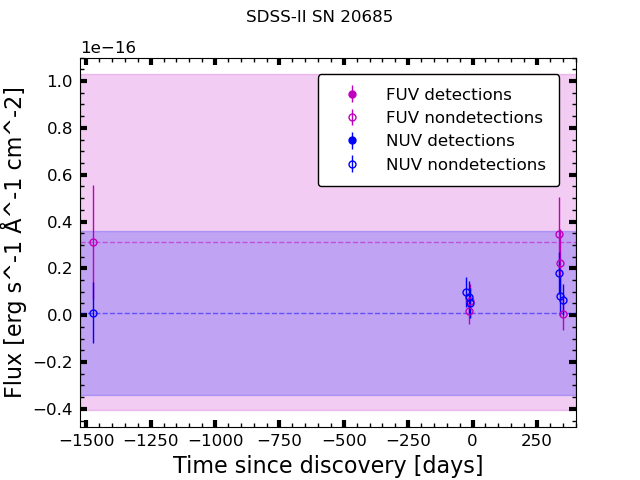 SDSS-II SN 20685
1e−16
FUV detections
FUV nondetections
NUV detections
NUV nondetections
1.0
0.8
0.6
0.4
0.2
0.0
−0.2
−0.4
Flux [erg s^-1 Å^-1 cm^-2]
−1500 −1250 −1000 −750 −500 −250 0 250
Time since discovery [days]